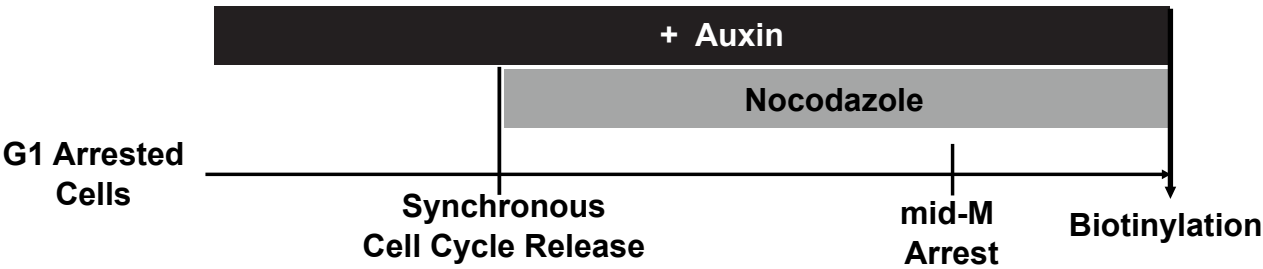 + Auxin
Nocodazole
G1 Arrested
Cells
Synchronous
Cell Cycle Release
mid-M
Arrest
Biotinylation